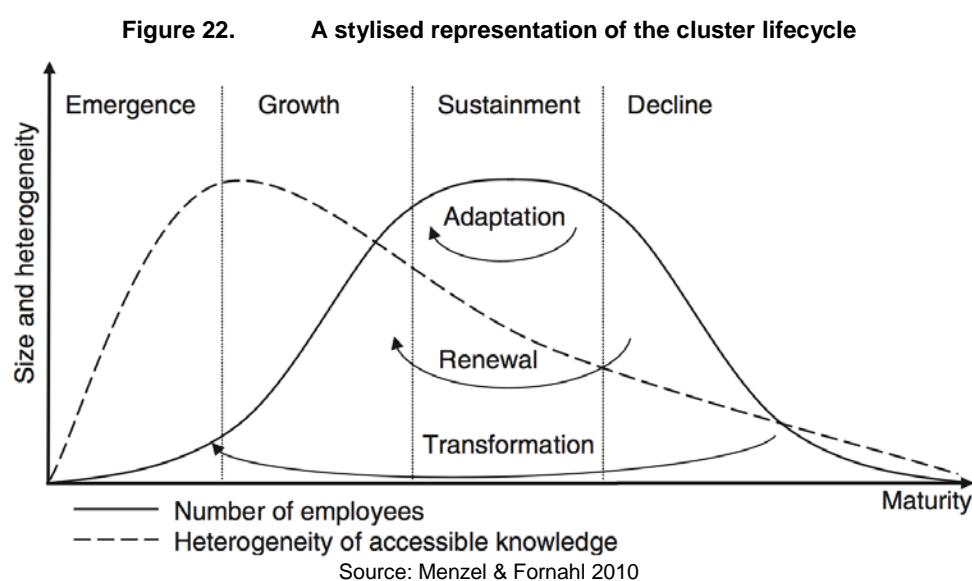 Figure 22. A stylised representation of the cluster lifecycle
Emergence Growth Sustainment Decline
Size and heterogeneity
Adaptation
Renewal
Transformation
Maturity
Number of employees
Heterogeneity of accessible knowledge
Source: Menzel & Fornahl 2010